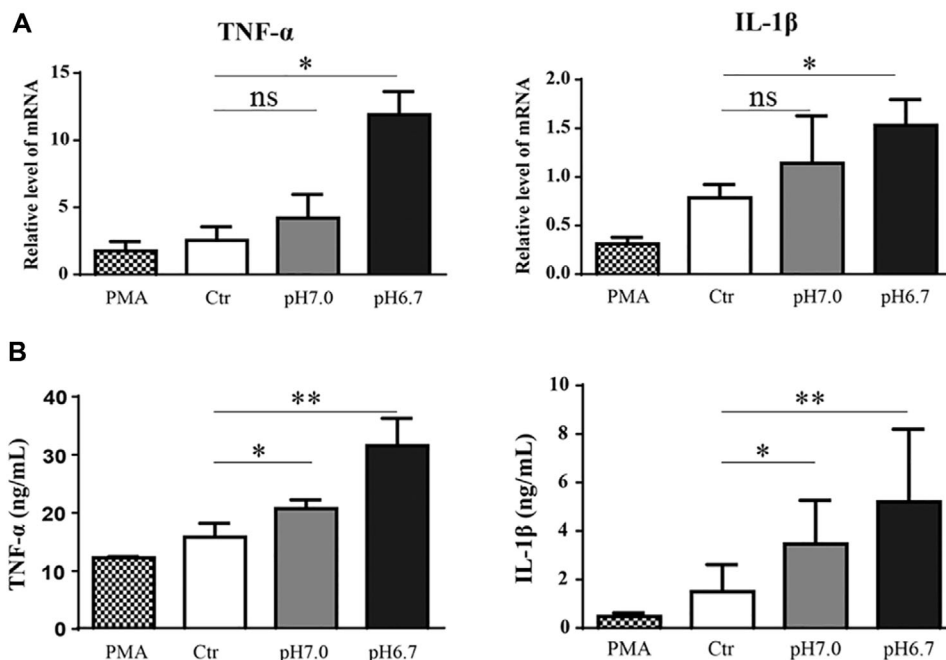 A
TNF-α
Relative level of mRNA
15
10
5
0
*
ns
PMA Ctr pH7.0 pH6.7
IL-1β
Relative level of mRNA
2.0
1.5
1.0
0.5
0.0
*
ns
PMA Ctr pH7.0 pH6.7
B
TNF-α (ng/mL)
40
30
20
10
0
**
*
PMA Ctr pH7.0 pH6.7
IL-1β (ng/mL)
10
8
6
4
2
0
**
*
PMA Ctr pH7.0 pH6.7